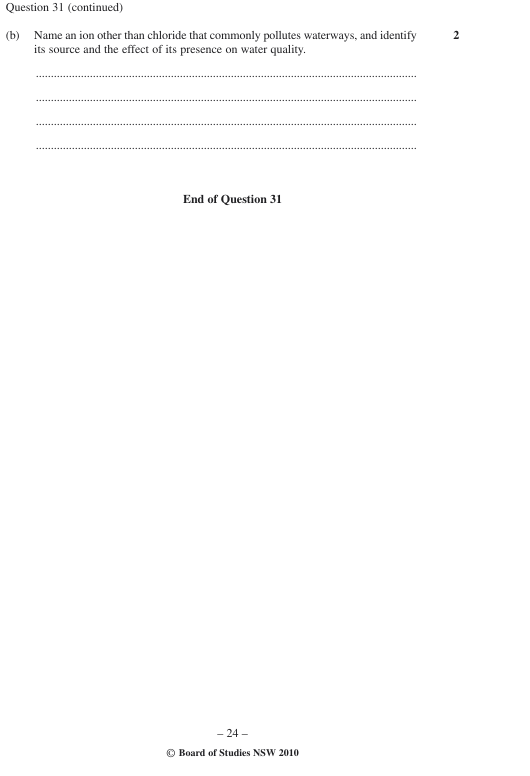 Question 31 (continued)
(b) Name an ion other than chloride that commonly pollutes waterways, and identify 2
its source and the effect of its presence on water quality.
................................................................................................................................
................................................................................................................................
................................................................................................................................
................................................................................................................................
End of Question 31
– 24 –
© Board of Studies NSW 2010